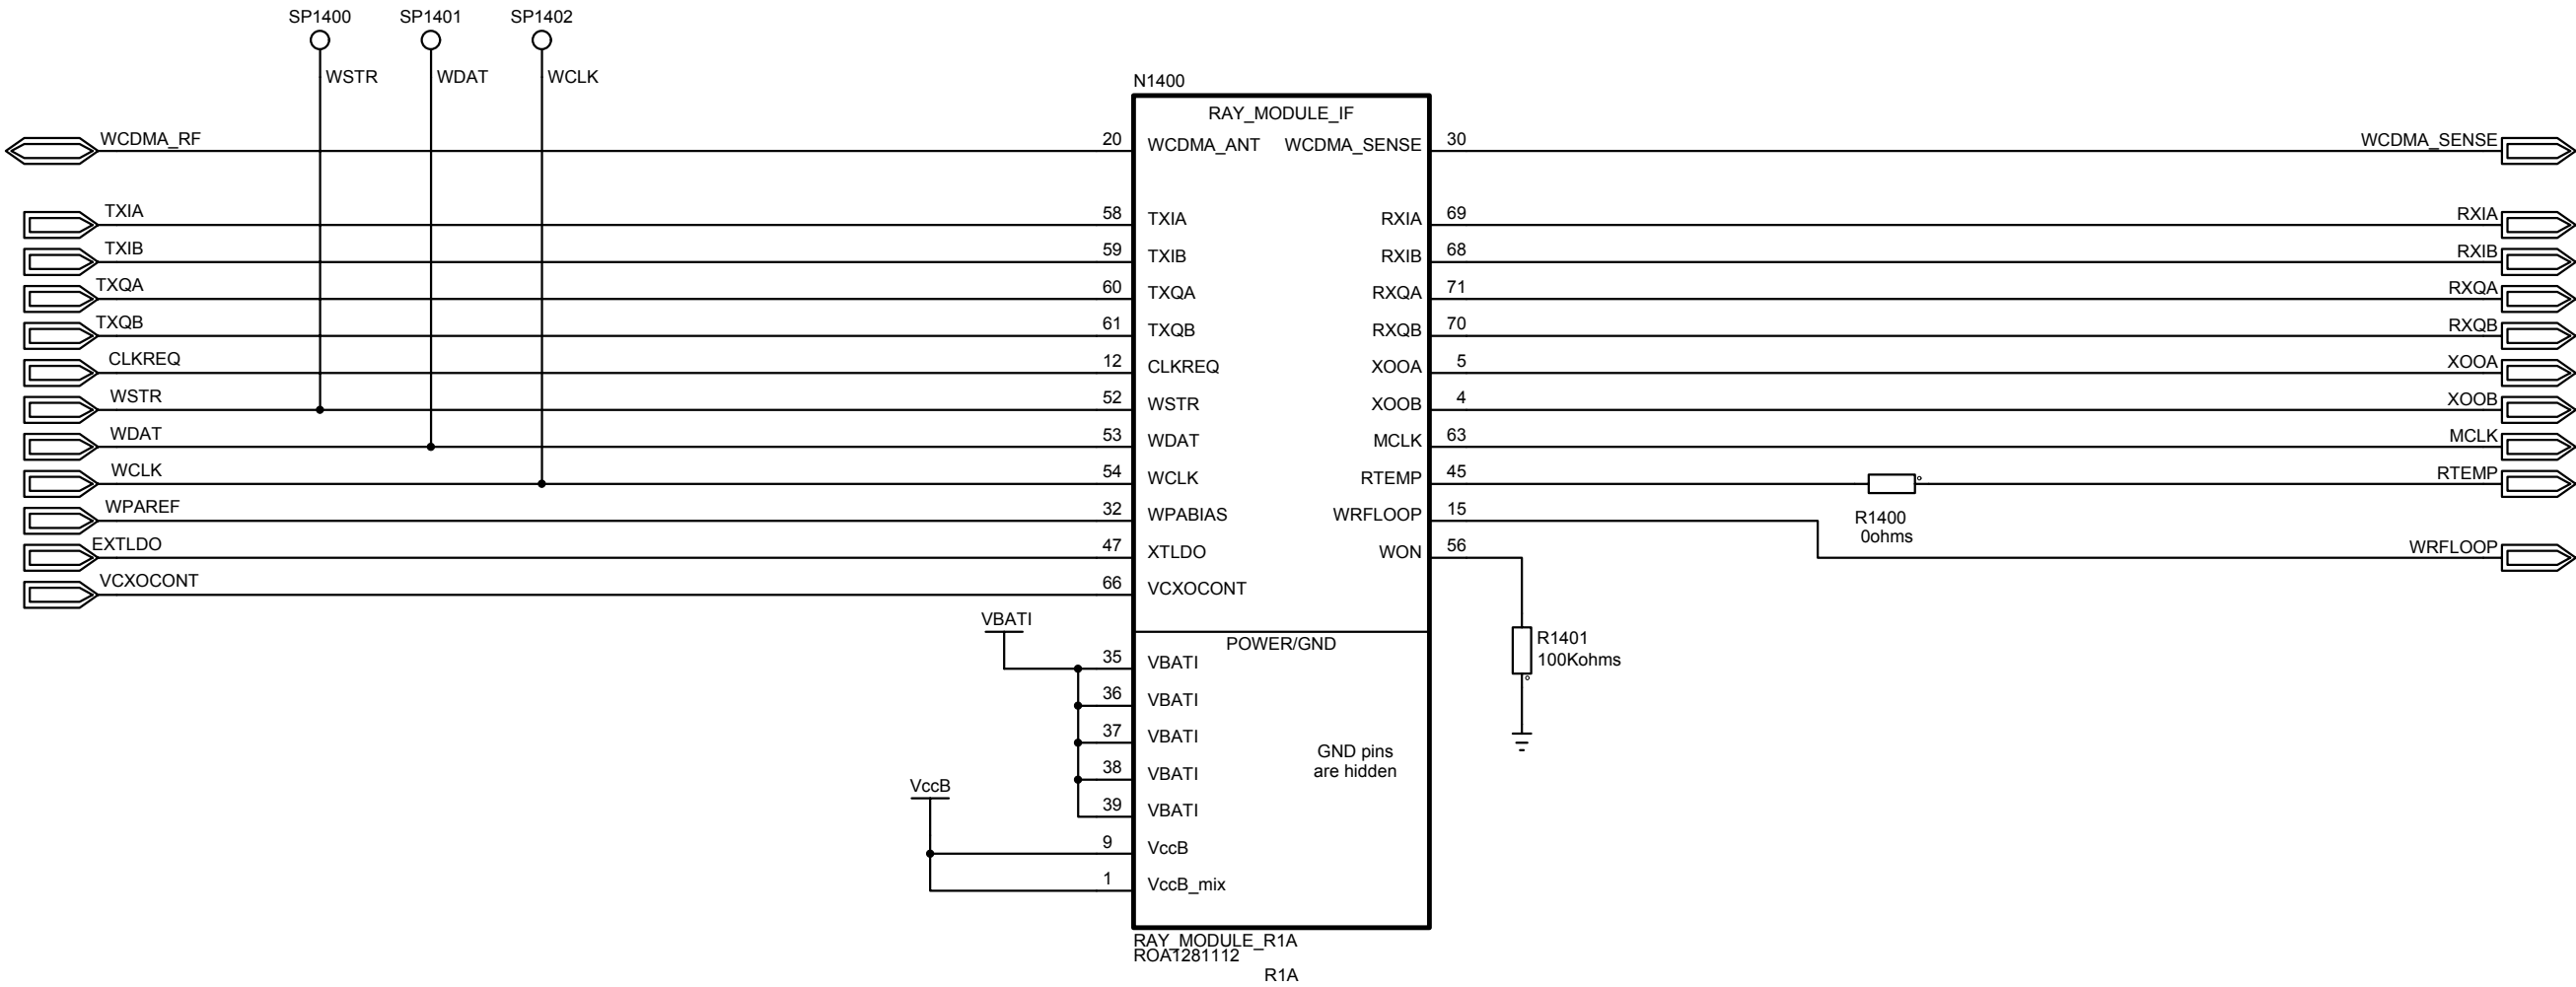 SP1400 SP1401 SP1402
WSTR WDAT WCLK
N1400
RAY_MODULE_IF
WCDMA_RF 20 WCDMA_ANT WCDMA_SENSE 30 WCDMA_SENSE
TXIA 58 TXIA RXIA 69 RXIA
TXIB 59 TXIB RXIB 68 RXIB
TXQA 60 TXQA RXQA 71 RXQA
TXQB 61 TXQB RXQB 70 RXQB
CLKREQ 12 CLKREQ XOOA 5 XOOA
WSTR 52 WSTR XOOB 4 XOOB
WDAT 53 WDAT MCLK 63 MCLK
WCLK 54 WCLK RTEMP 45 RTEMP
WPAREF 32 WPABIAS WRFLOOP 15 R1400
0ohms
EXTLDO 47 XTLDO WON 56 WRFLOOP
VCXOCONT 66 VCXOCONT
VBATI
POWER/GND
R1401
100Kohms
35 VBATI
36 VBATI
37 VBATI
38 VBATI
39 VBATI
GND pins
are hidden
VccB
9 VccB
1 VccB_mix
RAY_MODULE_R1A
ROA1281112
R1A